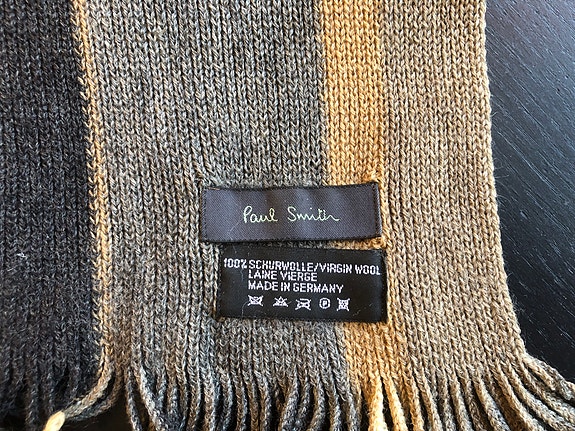 Paul Smith
100% SCHURWOLLE/VIRGIN WOOL
LAINE VIERGE
MADE IN GERMANY
P